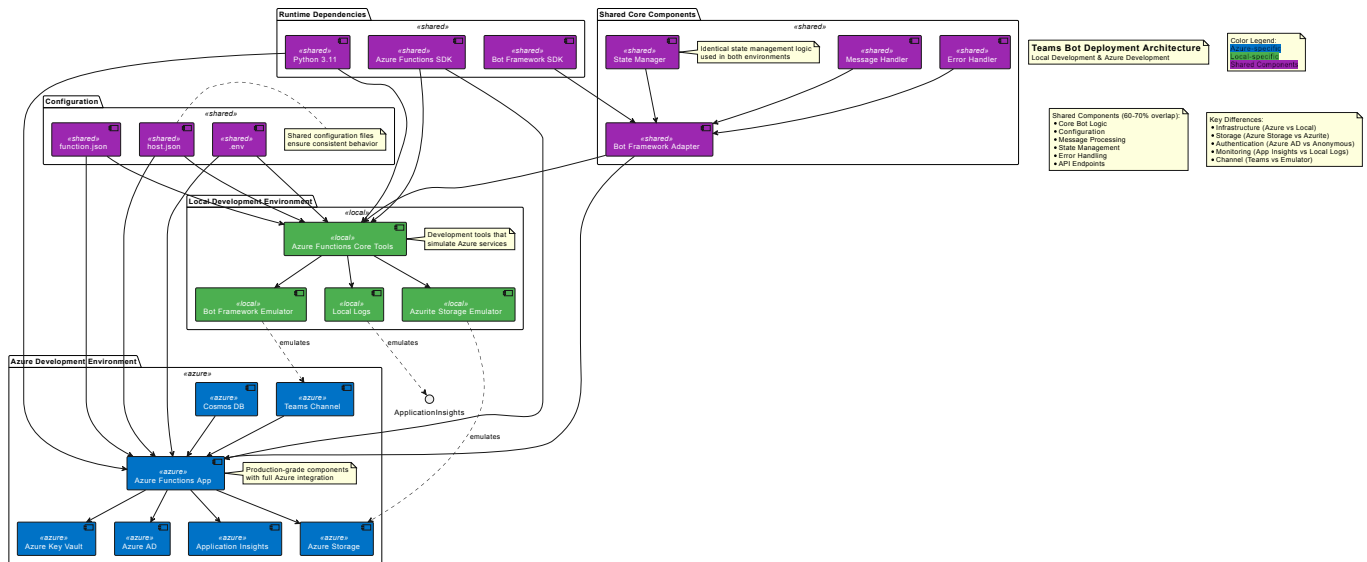 Runtime Dependencies
«shared»
«shared»
Python 3.11
«shared»
Azure Functions SDK
«shared»
Bot Framework SDK
Shared Core Components
«shared»
«shared»
State Manager
Identical state management logic
used in both environments
«shared»
Message Handler
«shared»
Error Handler
«shared»
Bot Framework Adapter
Teams Bot Deployment Architecture
Local Development & Azure Development
Color Legend:
Azure-specific
Local-specific
Shared Components
Shared Components (60-70% overlap):
• Core Bot Logic
• Configuration
• Message Processing
• State Management
• Error Handling
• API Endpoints
Key Differences:
• Infrastructure (Azure vs Local)
• Storage (Azure Storage vs Azurite)
• Authentication (Azure AD vs Anonymous)
• Monitoring (App Insights vs Local Logs)
• Channel (Teams vs Emulator)
Configuration
«shared»
«shared»
function.json
«shared»
host.json
«shared»
.env
Shared configuration files
ensure consistent behavior
Local Development Environment
«local»
«local»
Azure Functions Core Tools
Development tools that
simulate Azure services
«local»
Bot Framework Emulator
«local»
Local Logs
«local»
Azurite Storage Emulator
emulates
emulates
emulates
ApplicationInsights
Azure Development Environment
«azure»
«azure»
Cosmos DB
«azure»
Teams Channel
«azure»
Azure Functions App
Production-grade components
with full Azure integration
«azure»
Azure Key Vault
«azure»
Azure AD
«azure»
Application Insights
«azure»
Azure Storage